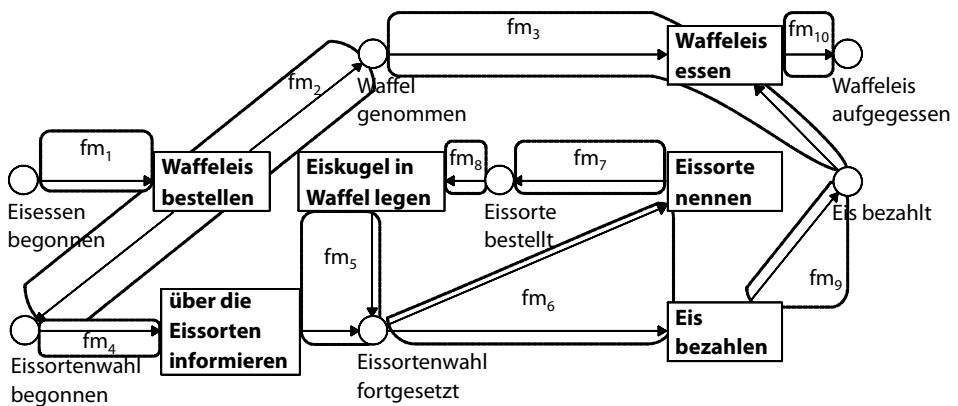 fm3
Waffeleis
essen
fm10
fm2
Waffel
genommen
Waffeleis
aufgegessen
fm1
Waffeleis
bestellen
Eiskugel in
Waffel legen
fm8
fm7
Eissorte
nennen
Eisessen
begonnen
Eissorte
bestellt
Eis bezahlt
fm5
über die
Eissorten
informieren
fm6
Eis
bezahlen
fm9
fm4
Eissortenwahl
begonnen
Eissortenwahl
fortgesetzt